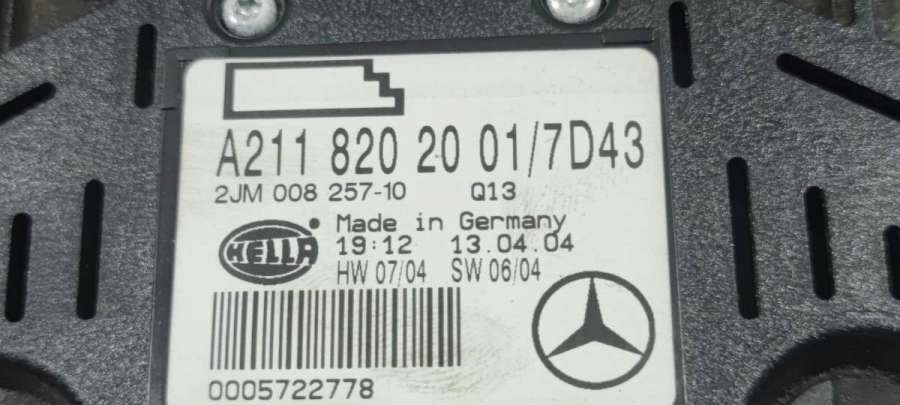 A211 820 20 01/7D43
2JM 008 257-10 Q13
HELLA
Made in Germany
19:12 13.04.04
HW 07/04 SW 06/04
0005722778